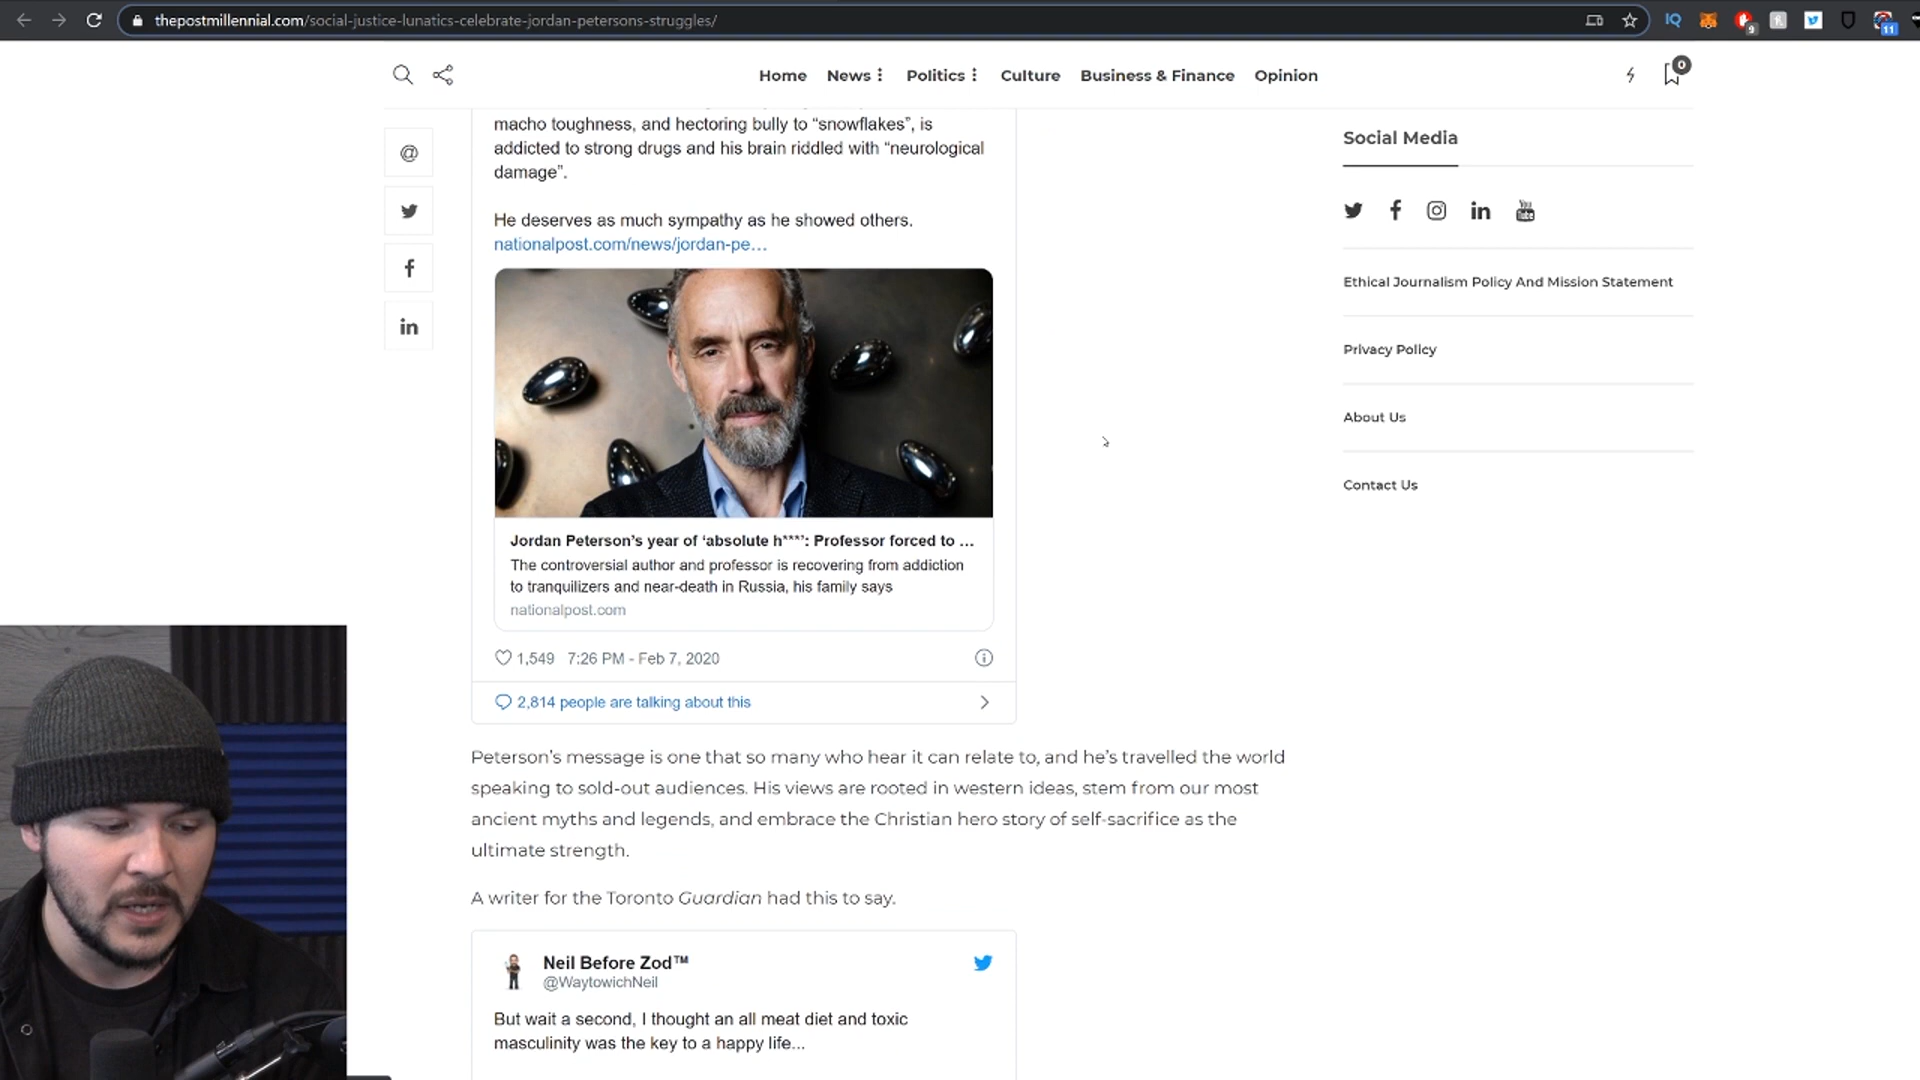 thepostmillennial.com/social-justice-lunatics-celebrate-jordan-petersons-struggles/
IQ
9
11
Home News Politics Culture Business & Finance Opinion
0
macho toughness, and hectoring bully to “snowflakes”, is
addicted to strong drugs and his brain riddled with “neurological
damage”.
He deserves as much sympathy as he showed others.
nationalpost.com/news/jordan-pe…
Jordan Peterson’s year of ‘absolute h****’: Professor forced to …
The controversial author and professor is recovering from addiction
to tranquilizers and near-death in Russia, his family says
nationalpost.com
1,549 7:26 PM - Feb 7, 2020
2,814 people are talking about this
Peterson’s message is one that so many who hear it can relate to, and he’s travelled the world
speaking to sold-out audiences. His views are rooted in western ideas, stem from our most
ancient myths and legends, and embrace the Christian hero story of self-sacrifice as the
ultimate strength.
A writer for the Toronto Guardian had this to say.
Neil Before Zod™
@WaytowichNeil
But wait a second, I thought an all meat diet and toxic
masculinity was the key to a happy life...
Social Media
You Tube
Ethical Journalism Policy And Mission Statement
Privacy Policy
About Us
Contact Us